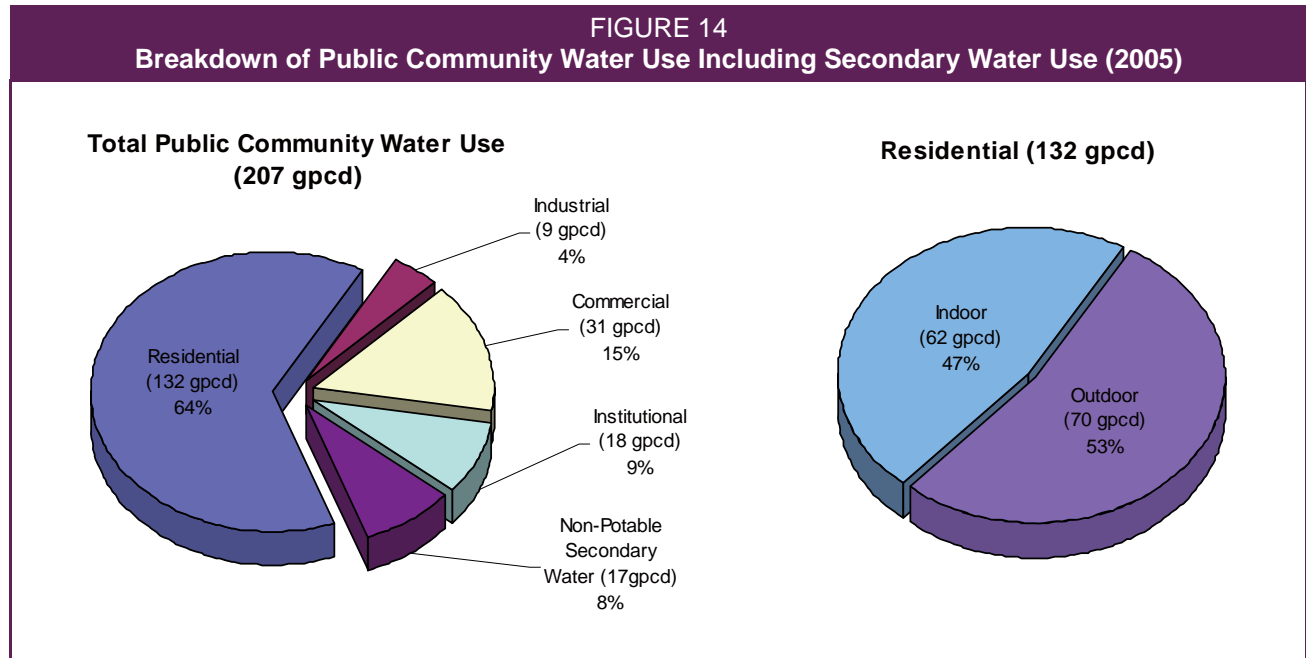 FIGURE 14
Breakdown of Public Community Water Use Including Secondary Water Use (2005)
Total Public Community Water Use
(207 gpcd)
Industrial
(9 gpcd)
4%
Commercial
(31 gpcd)
15%
Institutional
(18 gpcd)
9%
Non-Potable
Secondary
Water (17gpcd)
8%
Residential
(132 gpcd)
64%
Residential (132 gpcd)
Indoor
(62 gpcd)
47%
Outdoor
(70 gpcd)
53%